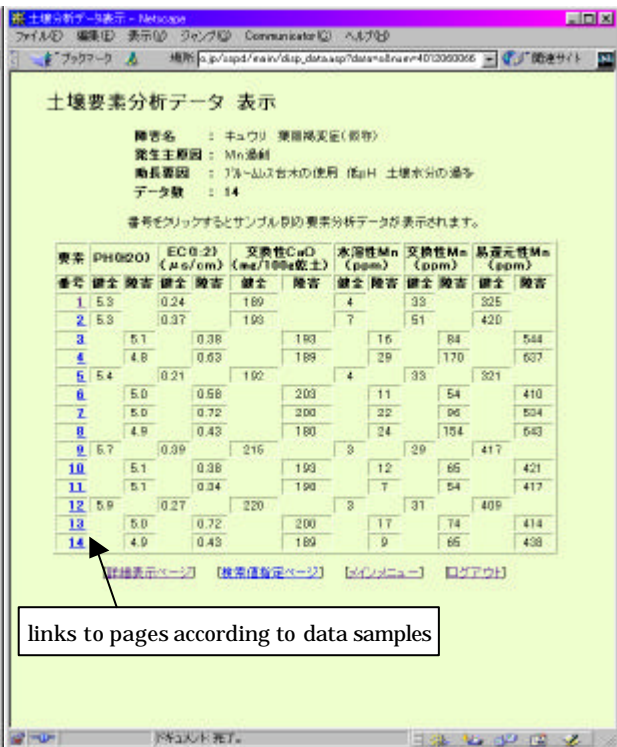 土壌分析データ表示 - Netscape
ファイル(F) 編集(E) 表示(V) ジャンプ(G) Communicator(C) ヘルプ(H)
ブックマーク 場所 関連サイト
土壌要素分析データ 表示
障害名 : キュウリ 葉脈褐変症(仮称)
発生主原因 : Mn過剰
助長要因 : ブルームレス台木の使用 低pH 土壌水分の過多
データ数 : 14
番号をクリックするとサンプル別の要素分析データが表示されます。
要素 PH(H2O) EC(1:2)(μs/cm) 交換性CaO(mg/100g乾土) 水溶性Mn(ppm) 交換性Mn(ppm) 易還元性Mn(ppm)
番号 健全 障害 健全 障害 健全 障害 健全 障害 健全 障害 健全 障害
1 5.3 0.24 189 4 33 325
2 5.3 0.37 193 7 51 420
3 5.1 0.38 193 16 84 544
4 4.8 0.63 189 29 170 637
5 5.4 0.21 192 4 33 321
6 5.0 0.58 203 11 54 410
7 5.0 0.72 200 22 96 534
8 4.9 0.43 180 24 154 643
9 5.7 0.39 216 3 29 417
10 5.1 0.38 193 12 65 421
11 5.1 0.34 190 7 54 417
12 5.9 0.27 220 3 31 409
13 5.0 0.72 200 17 74 414
14 4.9 0.43 189 9 65 438
[詳細表示ページ] [検索値指定ページ] [メインメニュー] [ログアウト]
links to pages according to data samples
ドキュメント:完了。